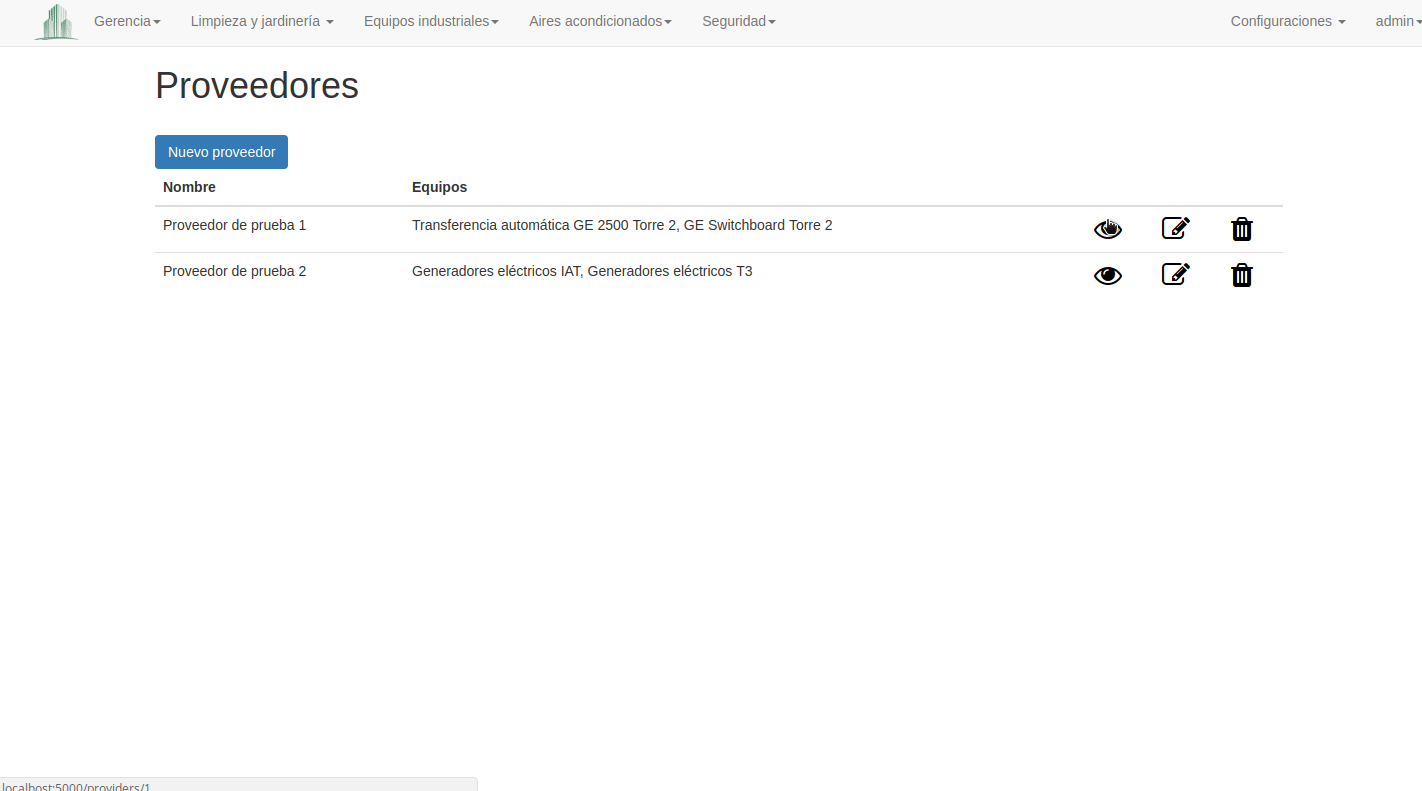 Gerencia Limpieza y jardinería Equipos industriales Aires acondicionados Seguridad Configuraciones admin
Proveedores
Nuevo proveedor
Nombre Equipos
Proveedor de prueba 1 Transferencia automática GE 2500 Torre 2, GE Switchboard Torre 2
Proveedor de prueba 2 Generadores eléctricos IAT, Generadores eléctricos T3
localhost:5000/providers/1